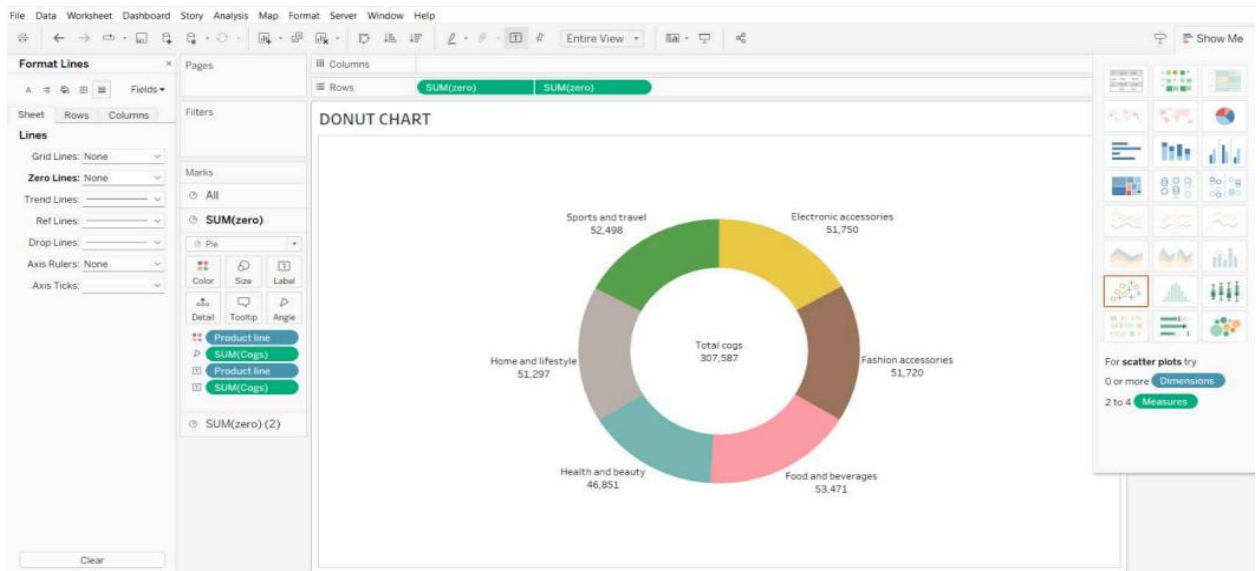 File Data Worksheet Dashboard Story Analysis Map Format Server Window Help
Entire View
Show Me
Format Lines
Fields
Sheet Rows Columns
Lines
Grid Lines: None
Zero Lines: None
Trend Lines:
Ref Lines:
Drop Lines:
Axis Rulers: None
Axis Ticks:
Clear
Pages
Filters
Marks
All
SUM(zero)
Pie
Color Size Label
Detail Tooltip Angle
Product line
SUM(Cogs)
Product line
SUM(Cogs)
SUM(zero) (2)
Columns
Rows SUM(zero) SUM(zero)
DONUT CHART
Sports and travel
52,498
Electronic accessories
51,750
Home and lifestyle
51,297
Total cogs
307,587
Fashion accessories
51,720
Health and beauty
46,851
Food and beverages
53,471
For scatter plots try
0 or more Dimensions
2 to 4 Measures